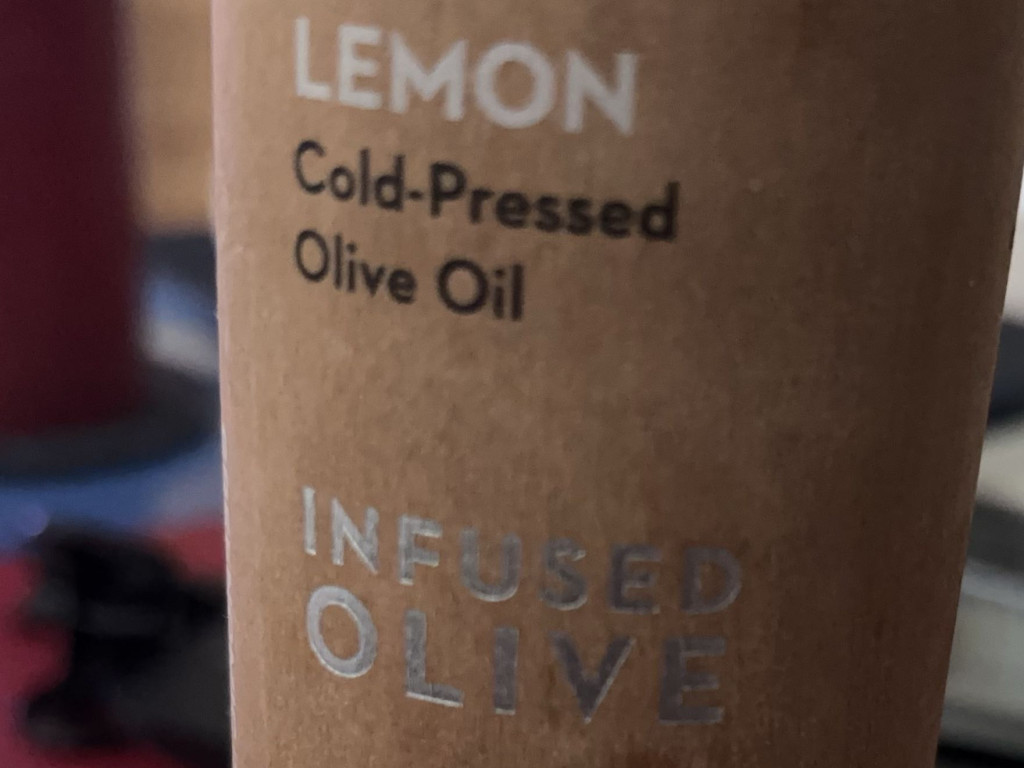 LEMON
Cold-Pressed
Olive Oil
INFUSED
OLIVE